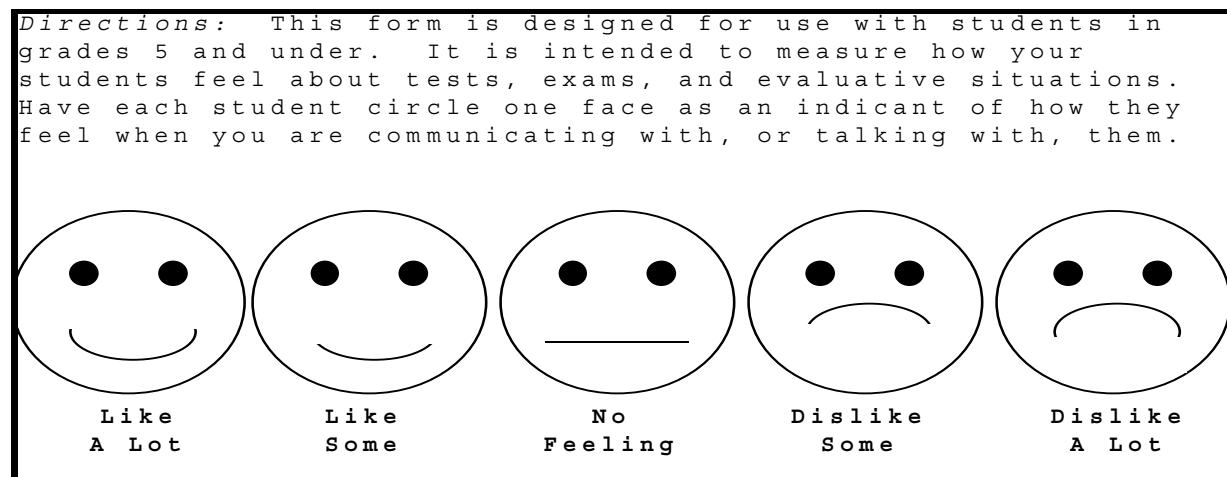 Directions: This form is designed for use with students in
grades 5 and under. It is intended to measure how your
students feel about tests, exams, and evaluative situations.
Have each student circle one face as an indicant of how they
feel when you are communicating with, or talking with, them.
Like Like No Dislike Dislike
A Lot Some Feeling Some A Lot